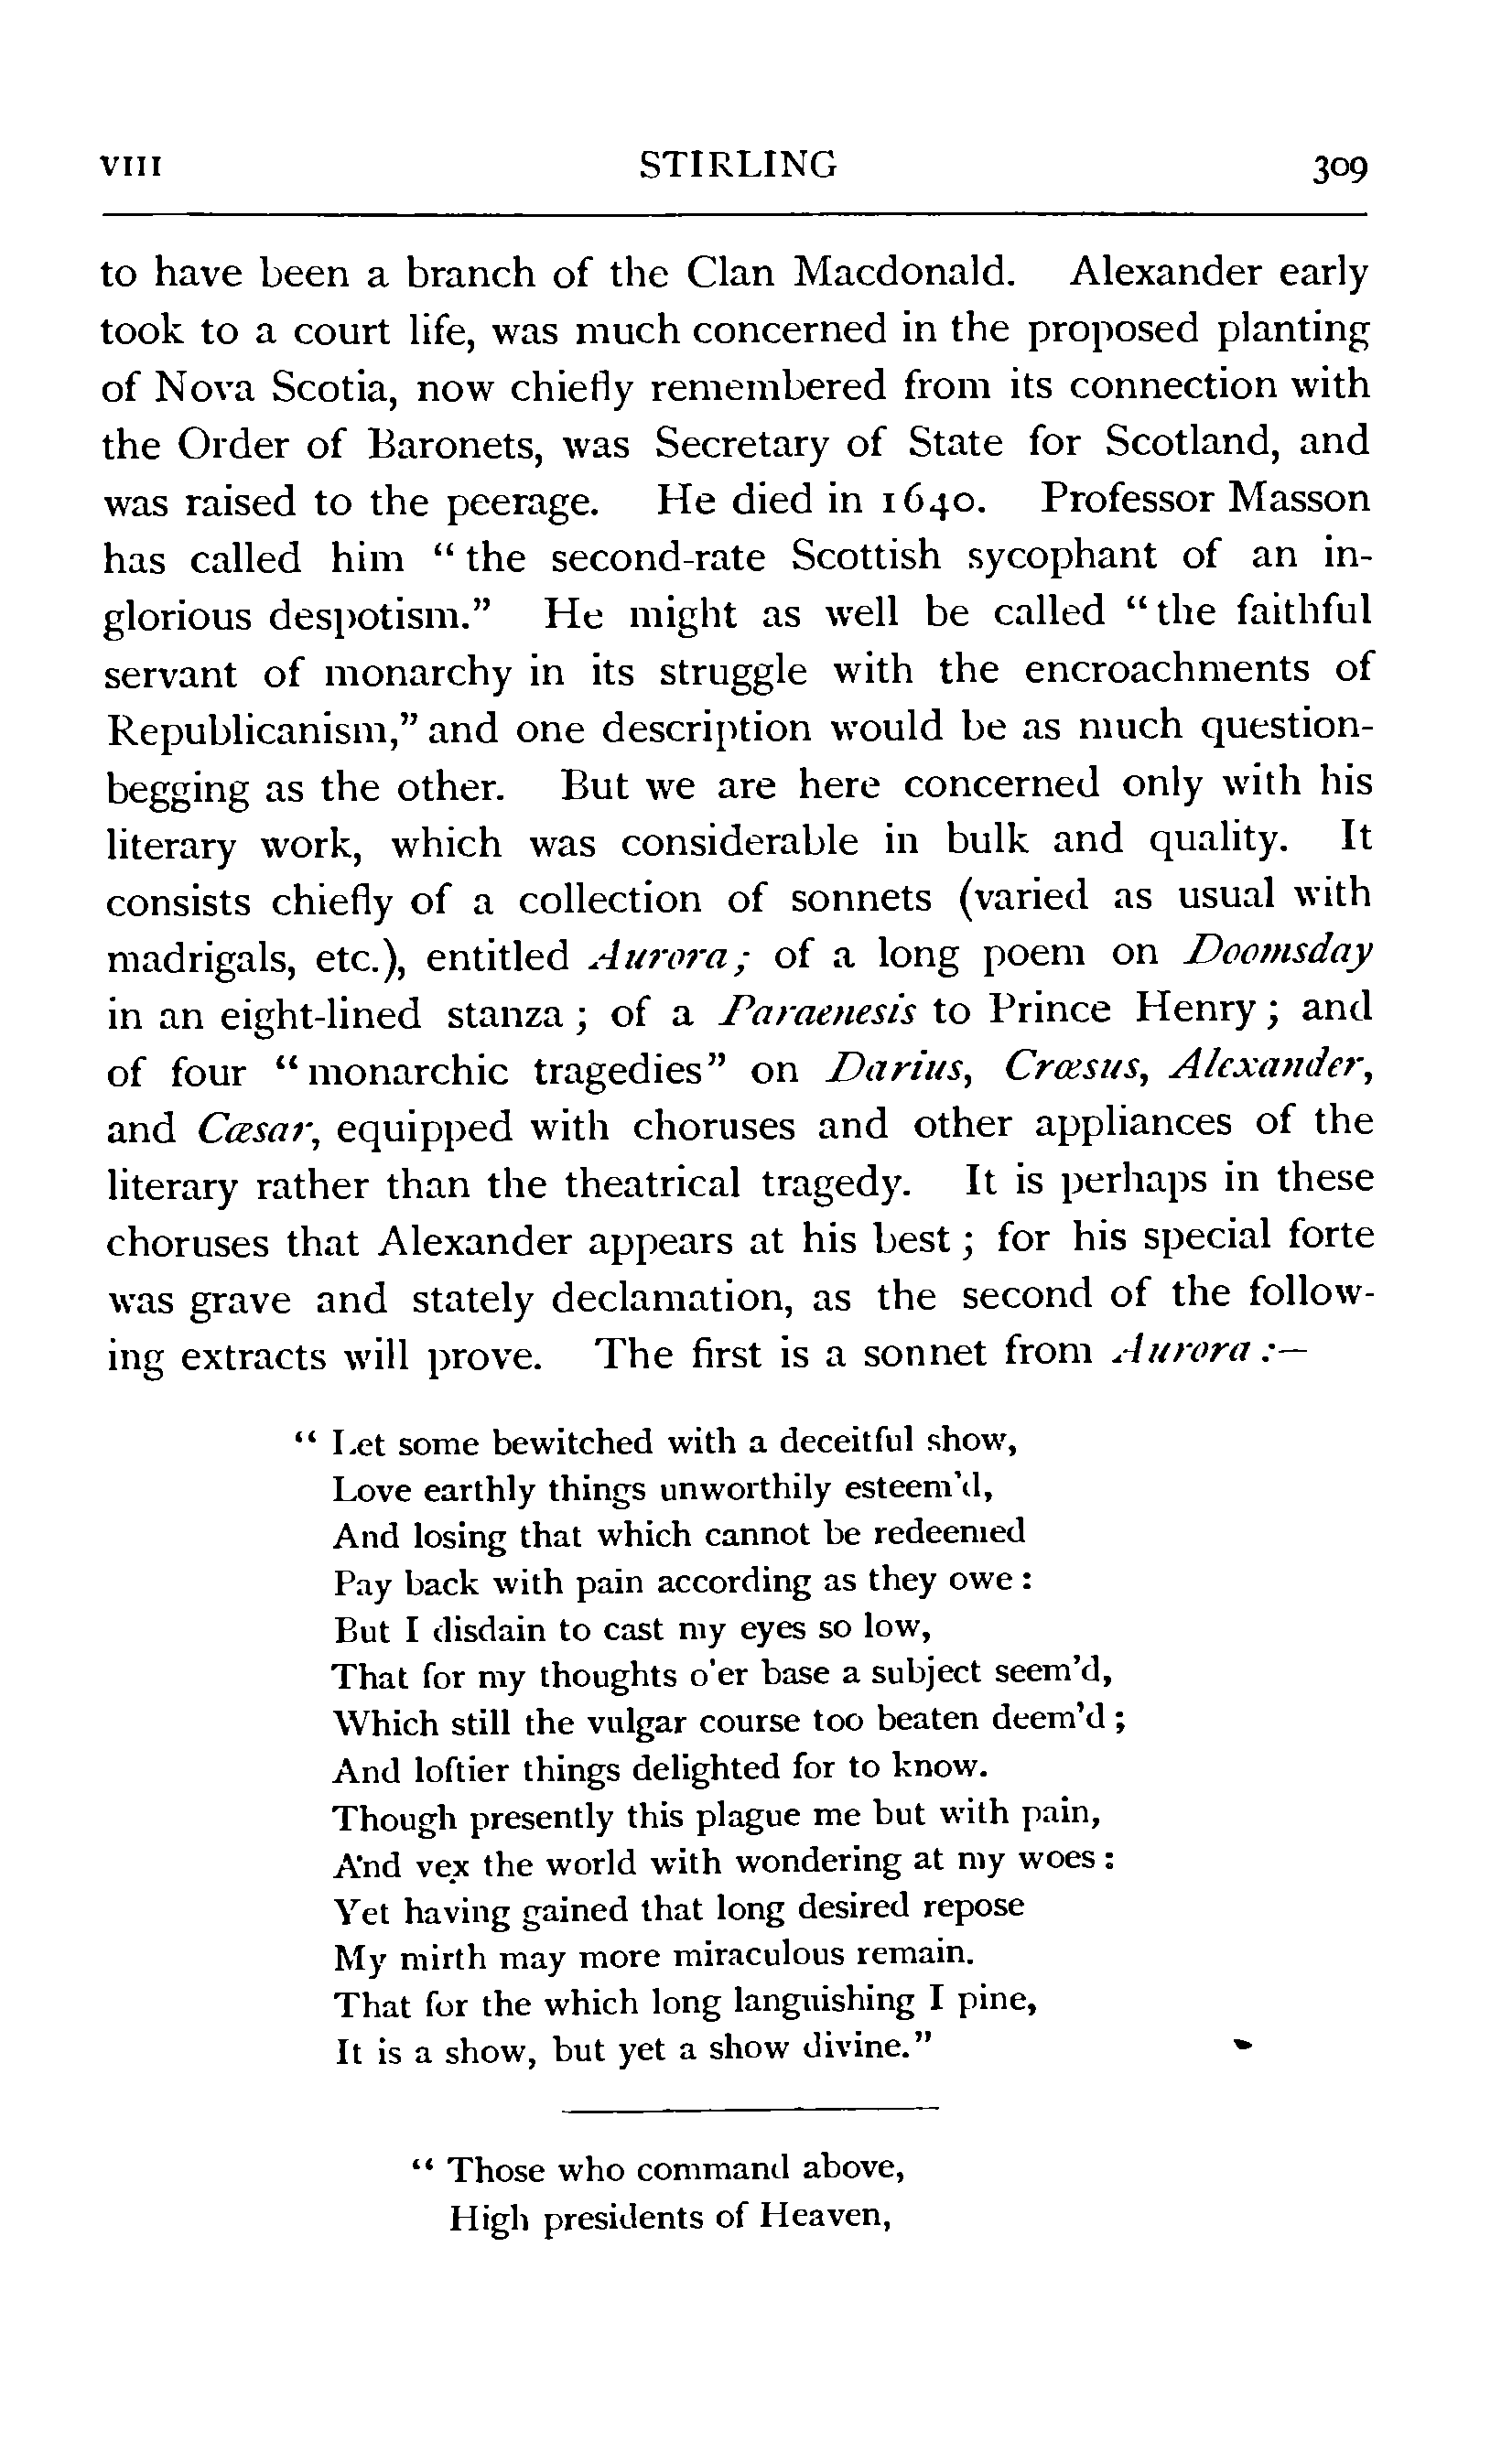 VIII STIRLING 309
to have been a branch of the Clan Macdonald. Alexander early
took to a court life, was much concerned in the proposed planting
of Nova Scotia, now chiefly remembered from its connection with
the Order of Baronets, was Secretary of State for Scotland, and
was raised to the peerage. He died in 1640. Professor Masson
has called him “the second-rate Scottish sycophant of an in-
glorious despotism.” He might as well be called “the faithful
servant of monarchy in its struggle with the encroachments of
Republicanism,” and one description would be as much question-
begging as the other. But we are here concerned only with his
literary work, which was considerable in bulk and quality. It
consists chiefly of a collection of sonnets (varied as usual with
madrigals, etc.), entitled Aurora; of a long poem on Doomsday
in an eight-lined stanza; of a Paraenesis to Prince Henry; and
of four “monarchic tragedies” on Darius, Crœsus, Alexander,
and Cæsar, equipped with choruses and other appliances of the
literary rather than the theatrical tragedy. It is perhaps in these
choruses that Alexander appears at his best; for his special forte
was grave and stately declamation, as the second of the follow-
ing extracts will prove. The first is a sonnet from Aurora:—
“Let some bewitched with a deceitful show,
Love earthly things unworthily esteem’d,
And losing that which cannot be redeemed
Pay back with pain according as they owe:
But I disdain to cast my eyes so low,
That for my thoughts o’er base a subject seem’d,
Which still the vulgar course too beaten deem’d;
And loftier things delighted for to know.
Though presently this plague me but with pain,
And vex the world with wondering at my woes:
Yet having gained that long desired repose
My mirth may more miraculous remain.
That for the which long languishing I pine,
It is a show, but yet a show divine.”
“Those who command above,
High presidents of Heaven,